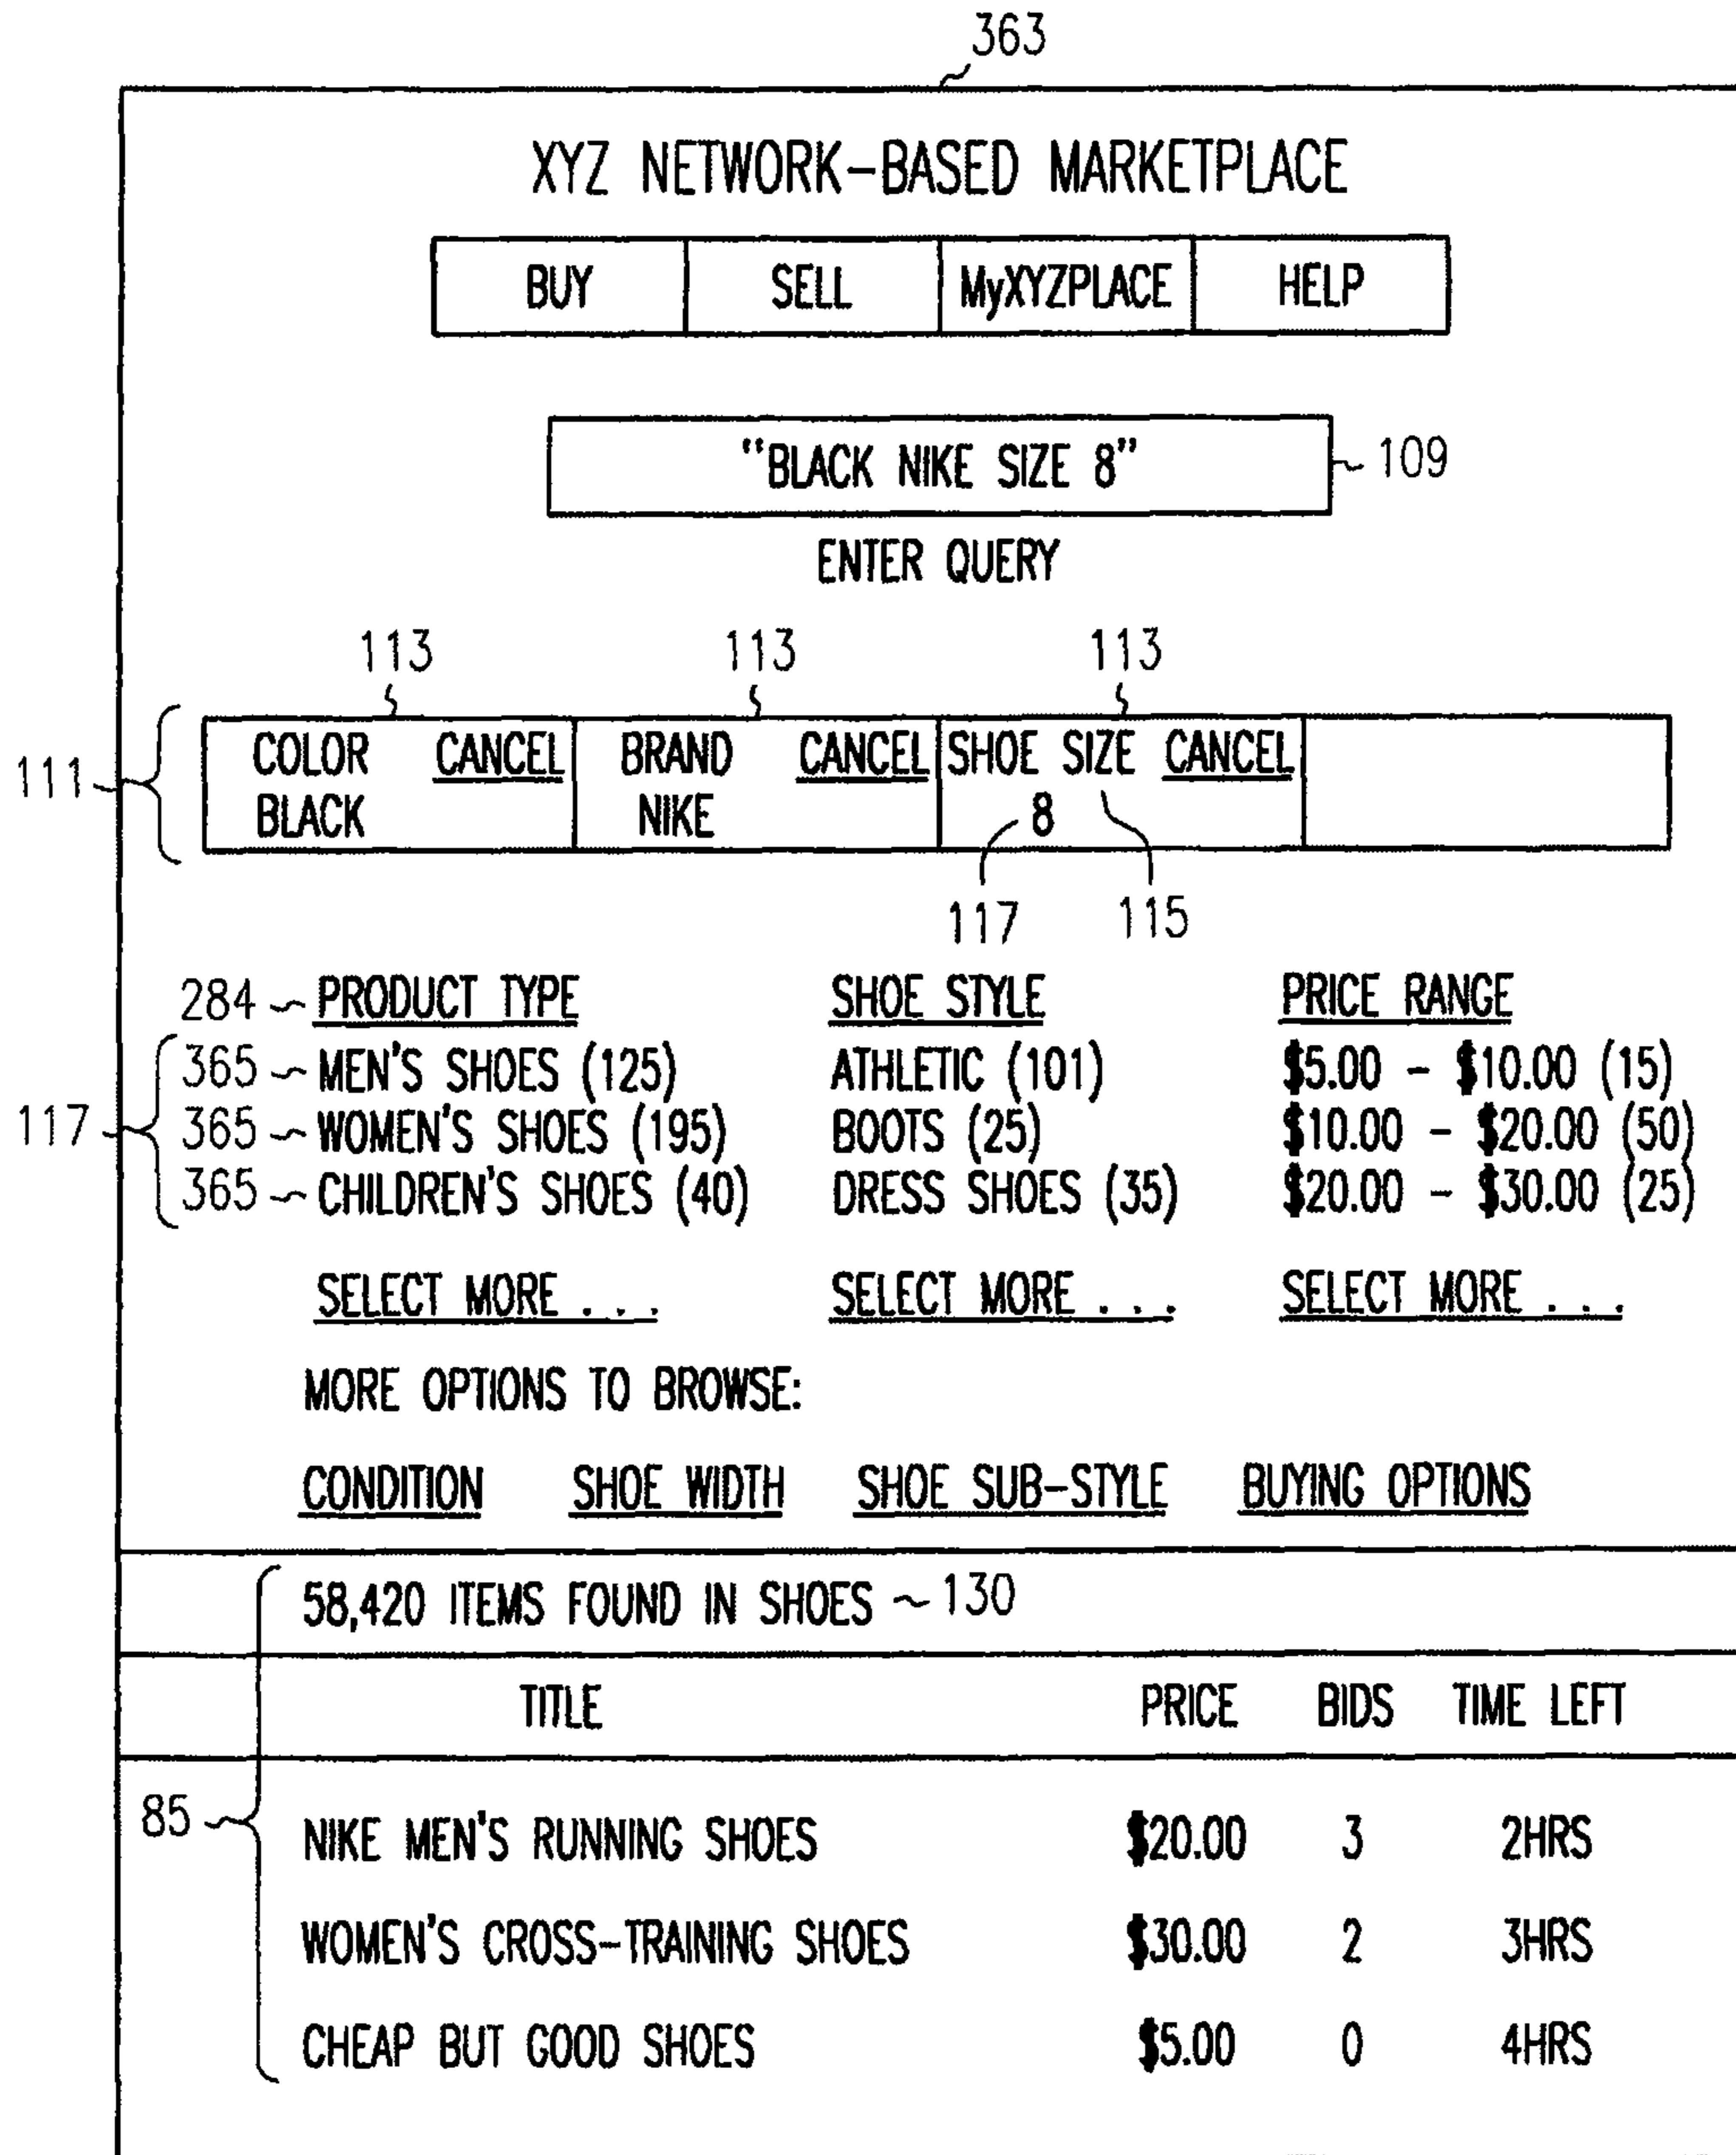 363
XYZ NETWORK-BASED MARKETPLACE
BUY SELL MyXYZPLACE HELP
"BLACK NIKE SIZE 8" 109
ENTER QUERY
113 113 113
COLOR CANCEL BRAND CANCEL SHOE SIZE CANCEL
111
BLACK NIKE 8
117 115
284 PRODUCT TYPE SHOE STYLE PRICE RANGE
365 MEN'S SHOES (125) ATHLETIC (101) $5.00 - $10.00 (15)
117 365 WOMEN'S SHOES (195) BOOTS (25) $10.00 - $20.00 (50)
365 CHILDREN'S SHOES (40) DRESS SHOES (35) $20.00 - $30.00 (25)
SELECT MORE . . . SELECT MORE . . . SELECT MORE . . .
MORE OPTIONS TO BROWSE:
CONDITION SHOE WIDTH SHOE SUB-STYLE BUYING OPTIONS
58,420 ITEMS FOUND IN SHOES 130
TITLE PRICE BIDS TIME LEFT
85
NIKE MEN'S RUNNING SHOES $20.00 3 2HRS
WOMEN'S CROSS-TRAINING SHOES $30.00 2 3HRS
CHEAP BUT GOOD SHOES $5.00 0 4HRS